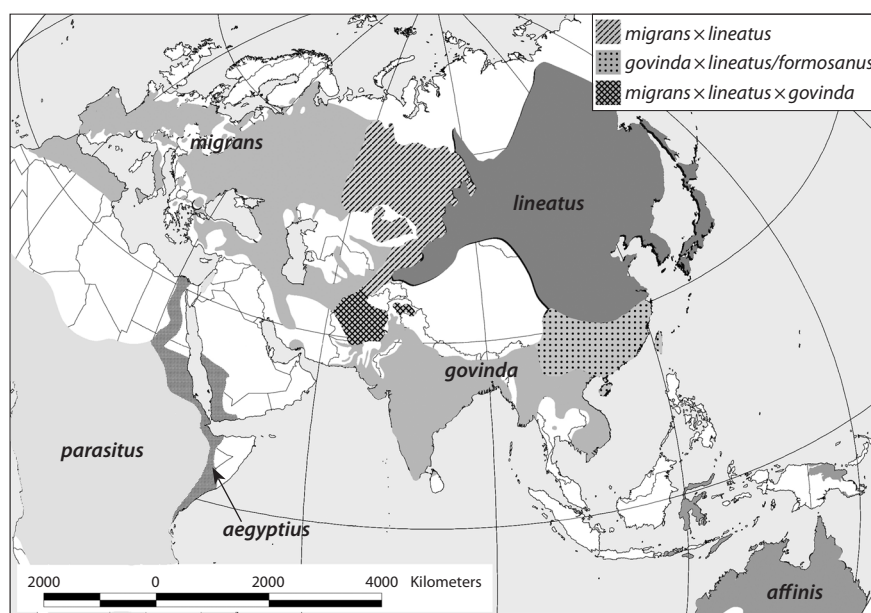 migrans × lineatus
govinda × lineatus/formosanus
migrans × lineatus × govinda
migrans
lineatus
govinda
parasitus
aegyptius
affinis
2000 0 2000 4000 Kilometers